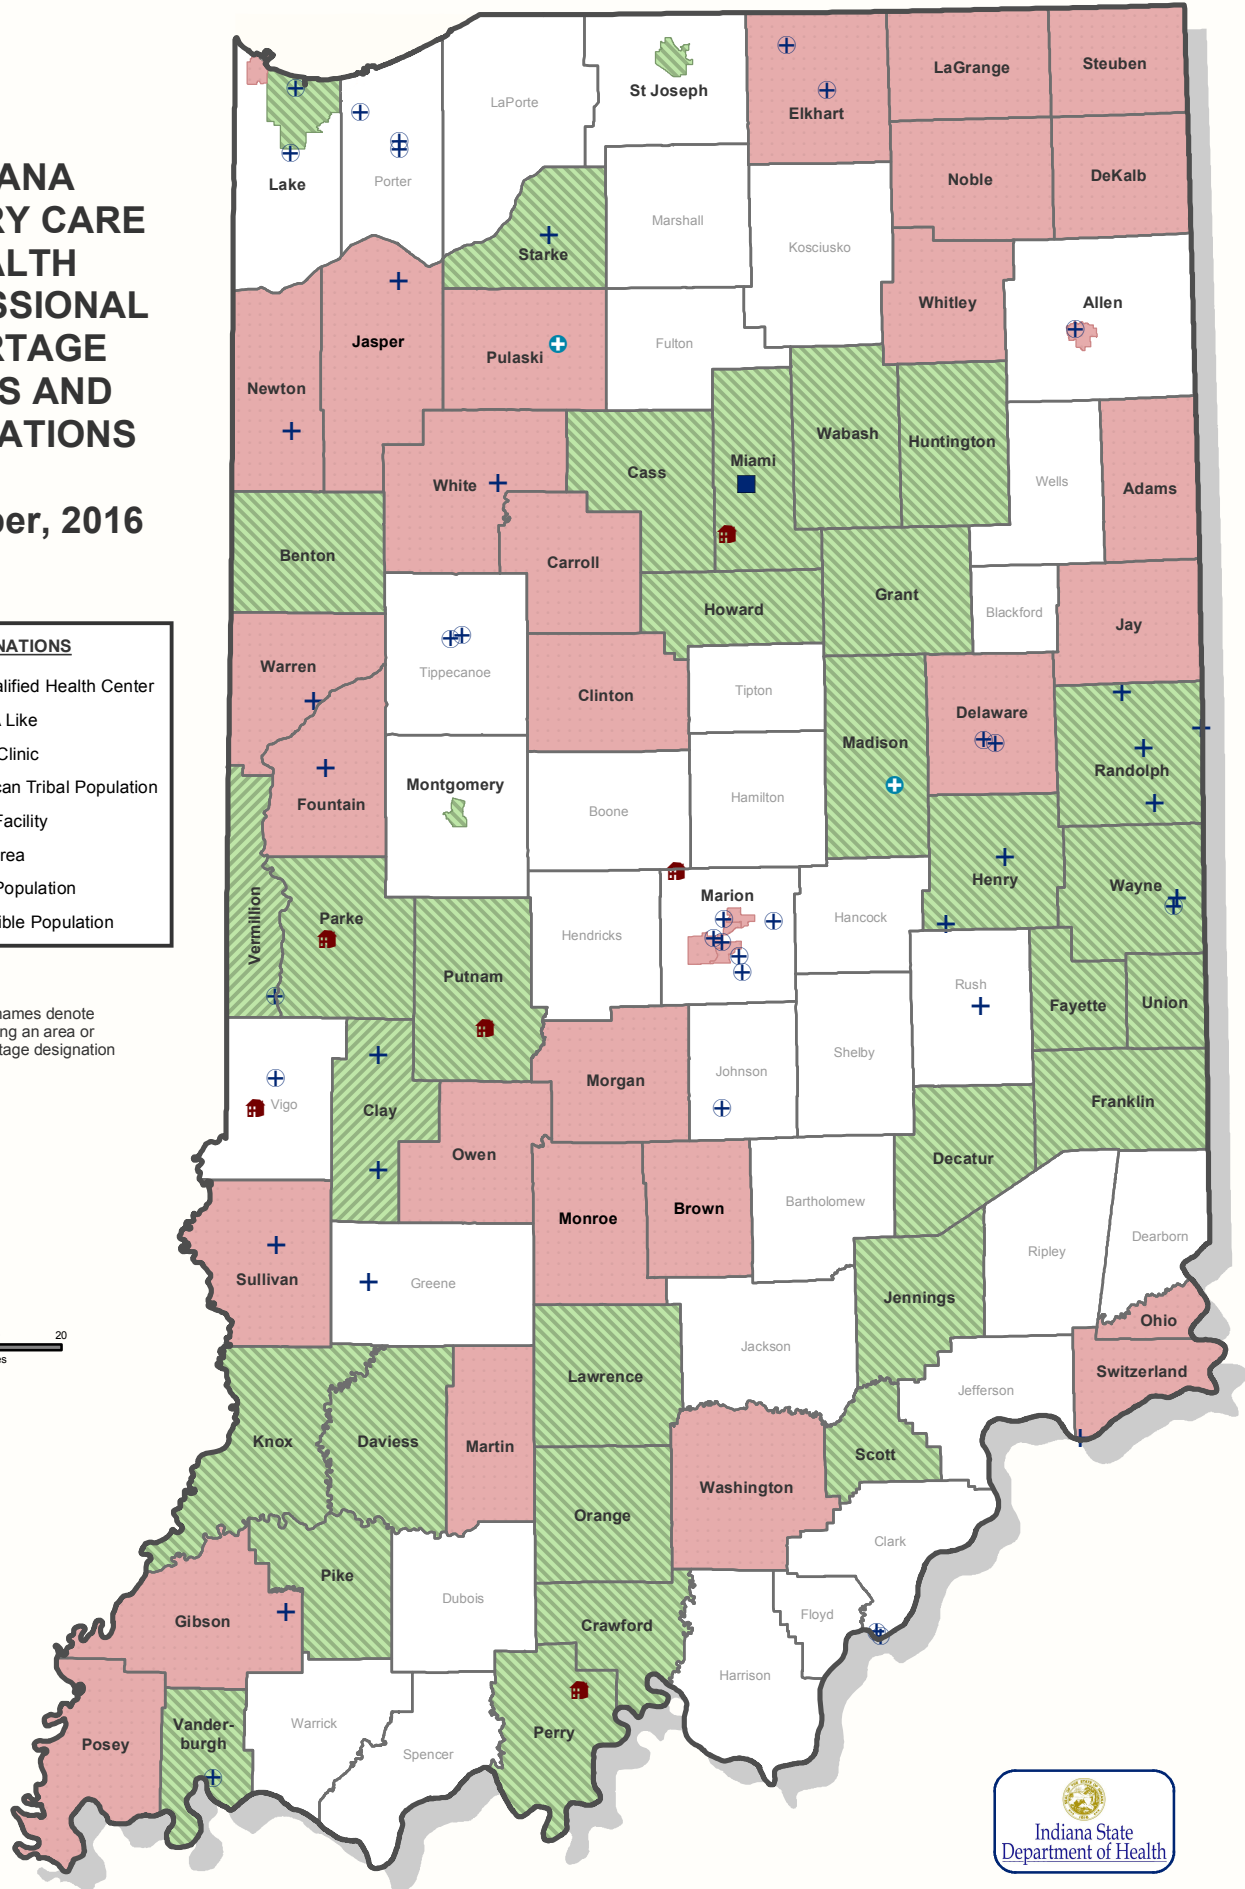 ANA
RY CARE
ALTH
SSIONAL
RTAGE
S AND
ATIONS
ber, 2016
NATIONS
alified Health Center
A Like
Clinic
can Tribal Population
Facility
rea
Population
ible Population
names denote
ng an area or
tage designation
20
es
Lake
Porter
LaPorte
St Joseph
Elkhart
LaGrange
Steuben
Noble
DeKalb
Starke
Marshall
Kosciusko
Whitley
Allen
Newton
Jasper
Pulaski
Fulton
Cass
Miami
Wabash
Huntington
Wells
Adams
White
Benton
Carroll
Howard
Grant
Blackford
Jay
Warren
Tippecanoe
Clinton
Tipton
Madison
Delaware
Randolph
Fountain
Montgomery
Boone
Hamilton
Henry
Wayne
Vermillion
Parke
Putnam
Hendricks
Marion
Hancock
Rush
Fayette
Union
Vigo
Clay
Owen
Morgan
Johnson
Shelby
Decatur
Franklin
Sullivan
Greene
Monroe
Brown
Bartholomew
Jennings
Ripley
Dearborn
Ohio
Switzerland
Jefferson
Jackson
Lawrence
Knox
Daviess
Martin
Orange
Washington
Scott
Clark
Gibson
Pike
Dubois
Crawford
Floyd
Harrison
Posey
Vander-
burgh
Warrick
Spencer
Perry
Indiana State
Department of Health